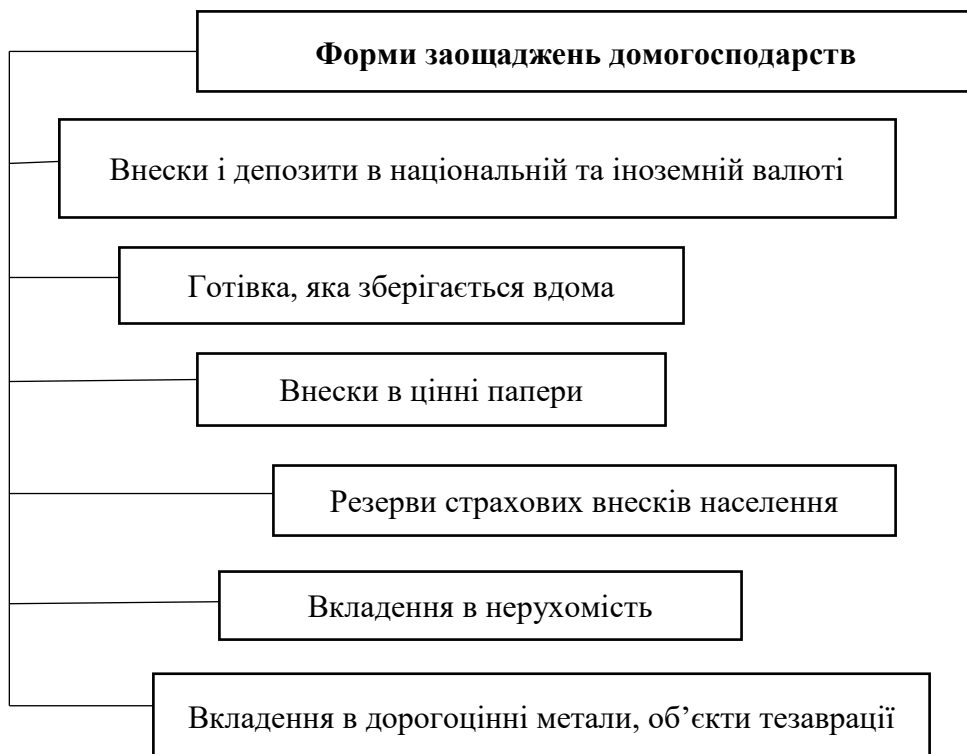 Форми заощаджень домогосподарств
Внески і депозити в національній та іноземній валюті
Готівка, яка зберігається вдома
Внески в цінні папери
Резерви страхових внесків населення
Вкладення в нерухомість
Вкладення в дорогоцінні метали, об’єкти тезаврації